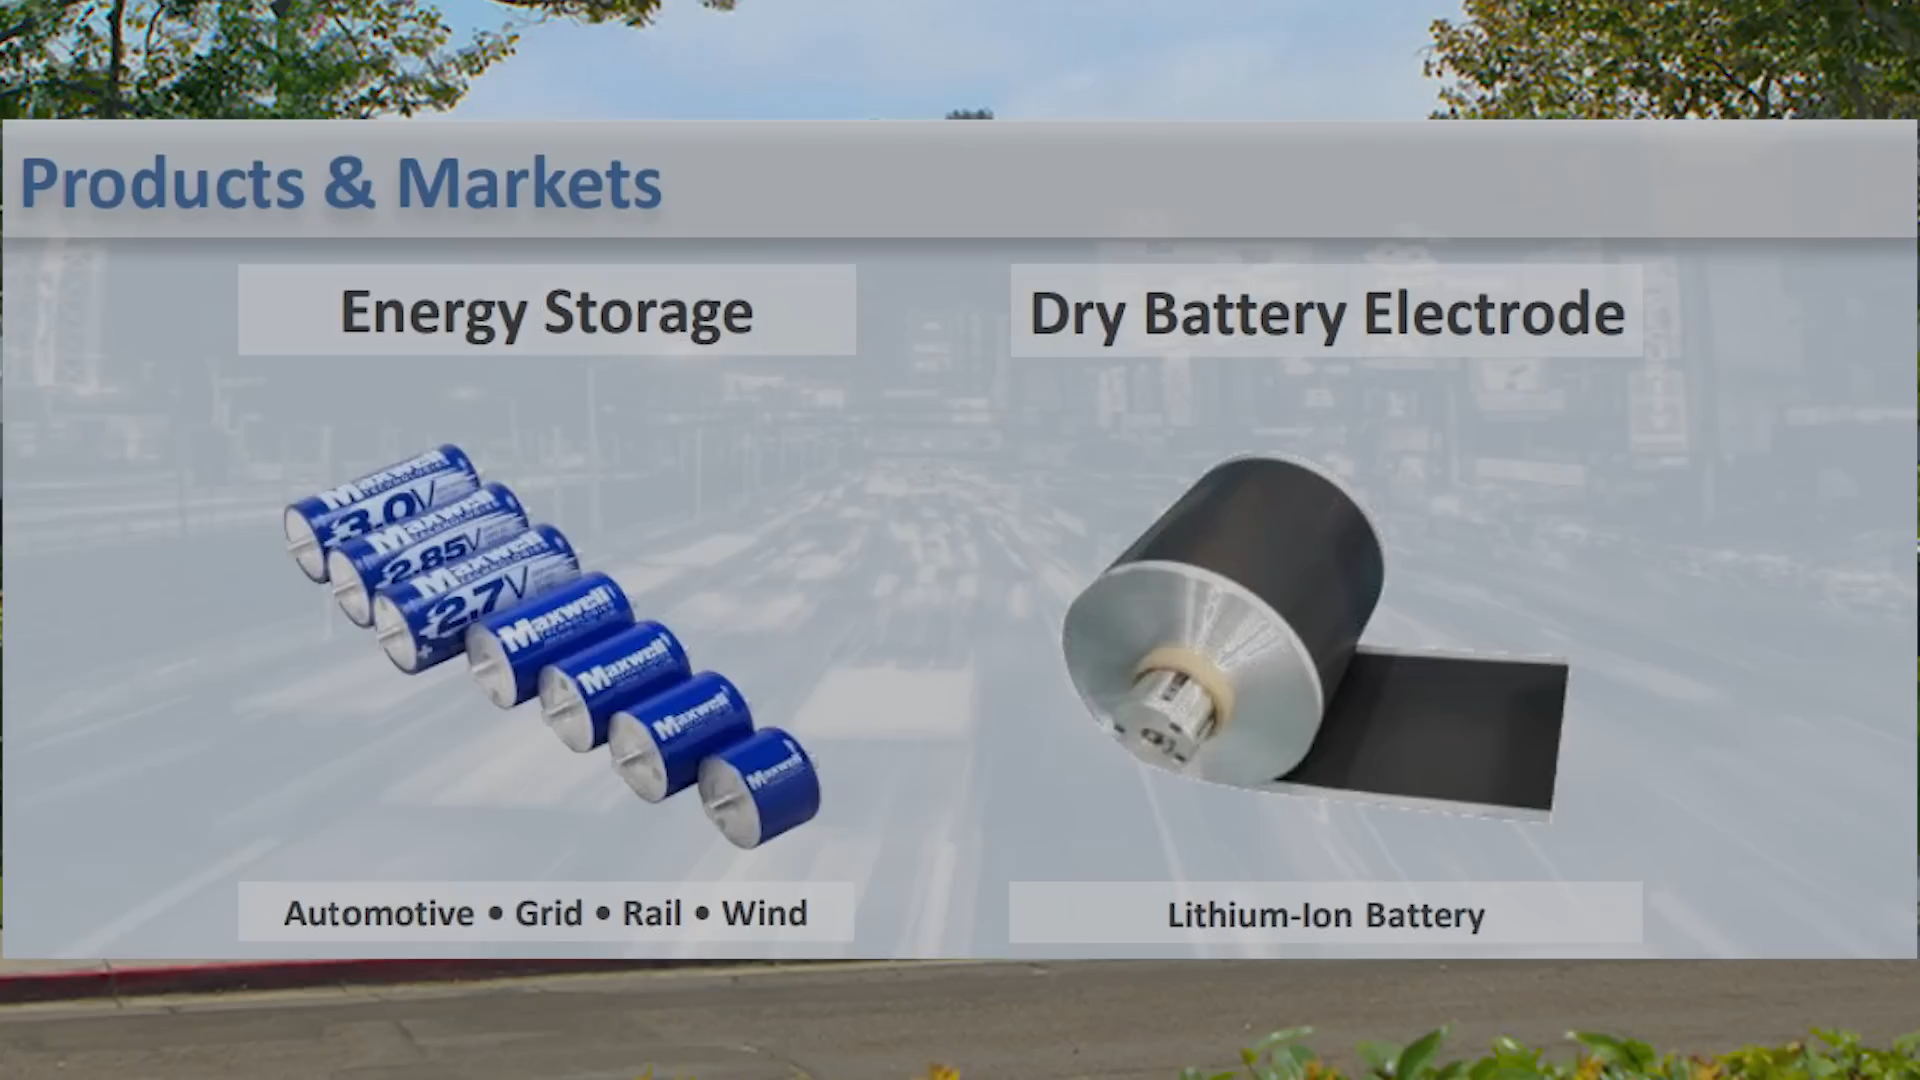 Products & Markets
Energy Storage
Dry Battery Electrode
Maxwell
3.0V
Maxwell
2.85V
Maxwell
2.7V
+
Maxwell
Maxwell
Maxwell
Maxwell
Automotive • Grid • Rail • Wind
Lithium-Ion Battery